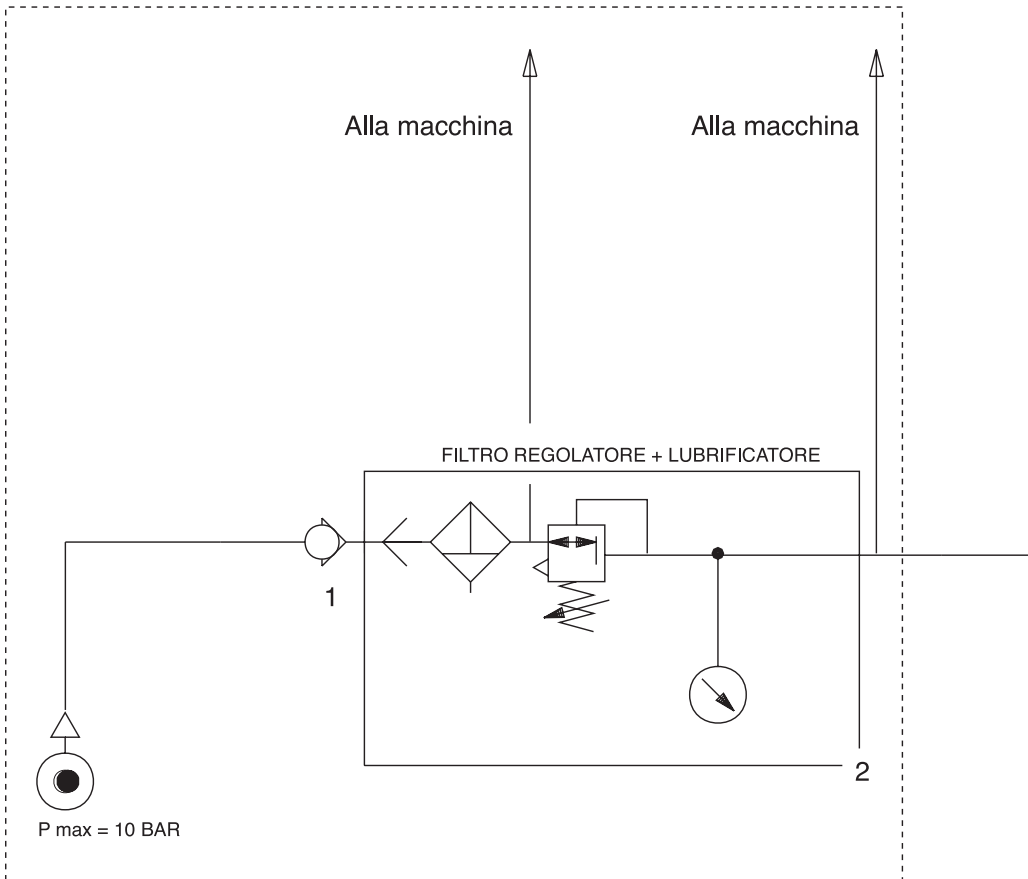 Alla macchina
Alla macchina
FILTRO REGOLATORE + LUBRIFICATORE
1
2
P max = 10 BAR